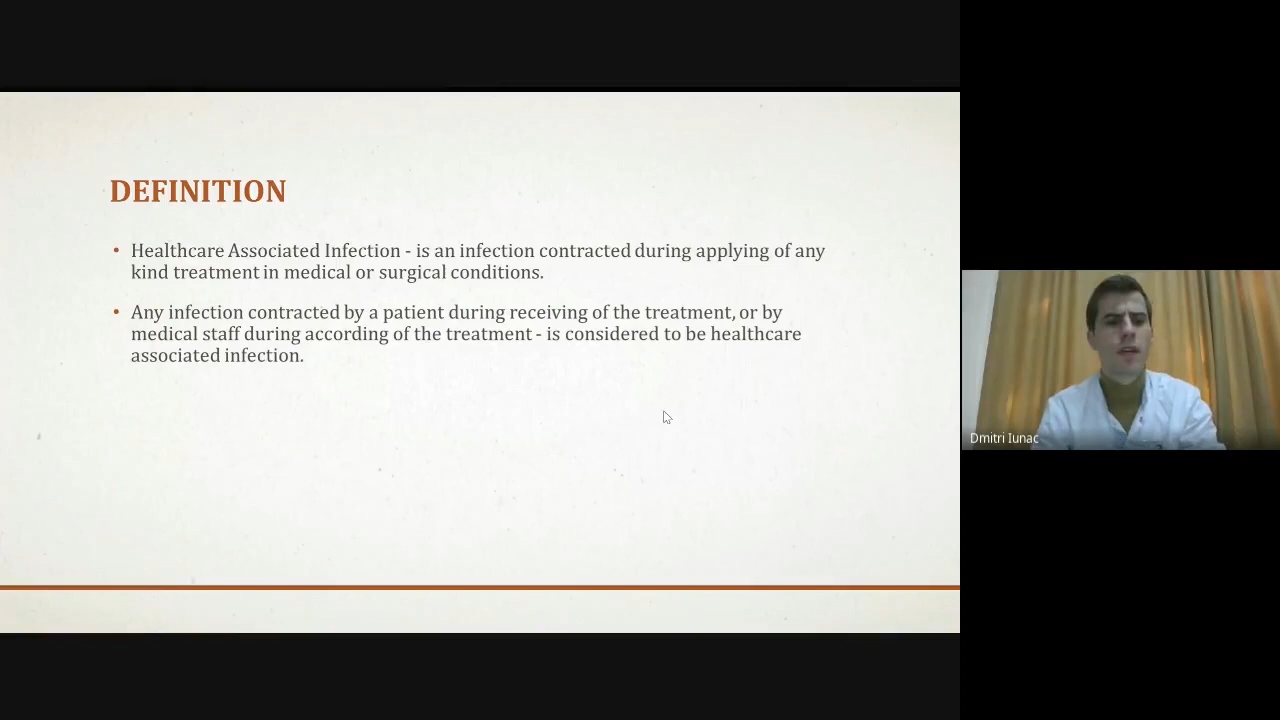 DEFINITION
• Healthcare Associated Infection - is an infection contracted during applying of any
kind treatment in medical or surgical conditions.
• Any infection contracted by a patient during receiving of the treatment, or by
medical staff during according of the treatment - is considered to be healthcare
associated infection.
Dmitri Iunac